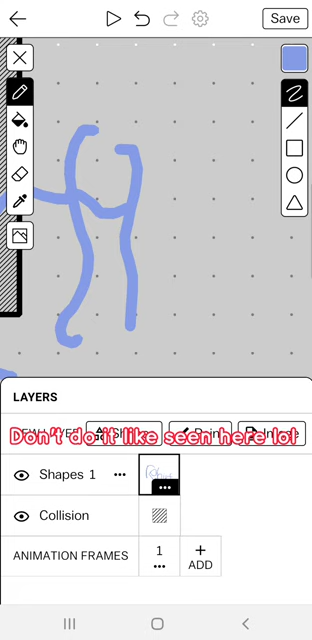 Save
LAYERS
Don't do it like seen here lol
Shapes 1
Collision
ANIMATION FRAMES
1
+
ADD